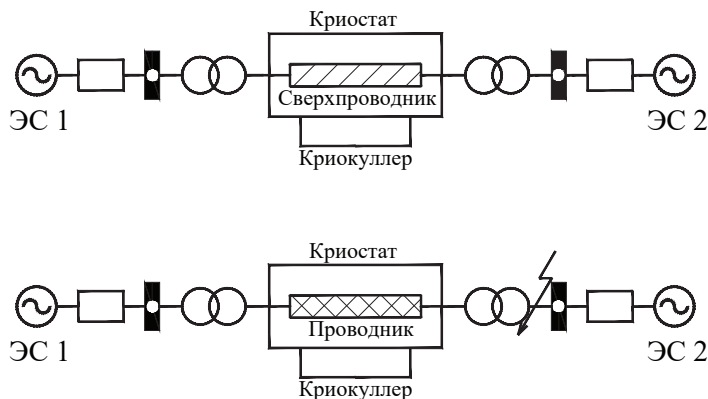 Криостат
Сверхпроводник
ЭС 1
ЭС 2
Криокуллер
Криостат
Проводник
ЭС 1
ЭС 2
Криокуллер